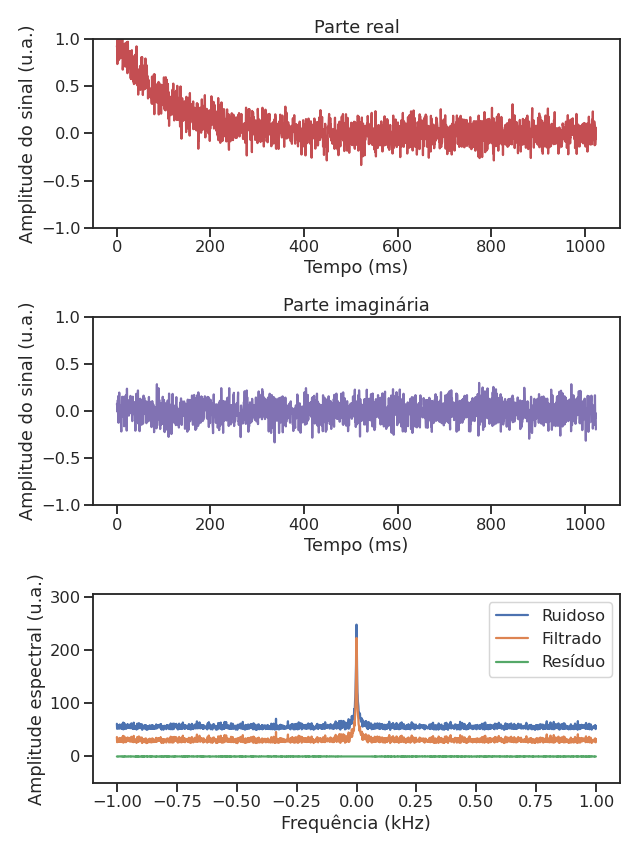 Parte real
Amplitude do sinal (u.a.)
1.0
0.5
0.0
−0.5
−1.0
0 200 400 600 800 1000
Tempo (ms)
Parte imaginária
Amplitude do sinal (u.a.)
1.0
0.5
0.0
−0.5
−1.0
0 200 400 600 800 1000
Tempo (ms)
Amplitude espectral (u.a.)
300
200
100
0
Ruidoso
Filtrado
Resíduo
−1.00 −0.75 −0.50 −0.25 0.00 0.25 0.50 0.75 1.00
Frequência (kHz)